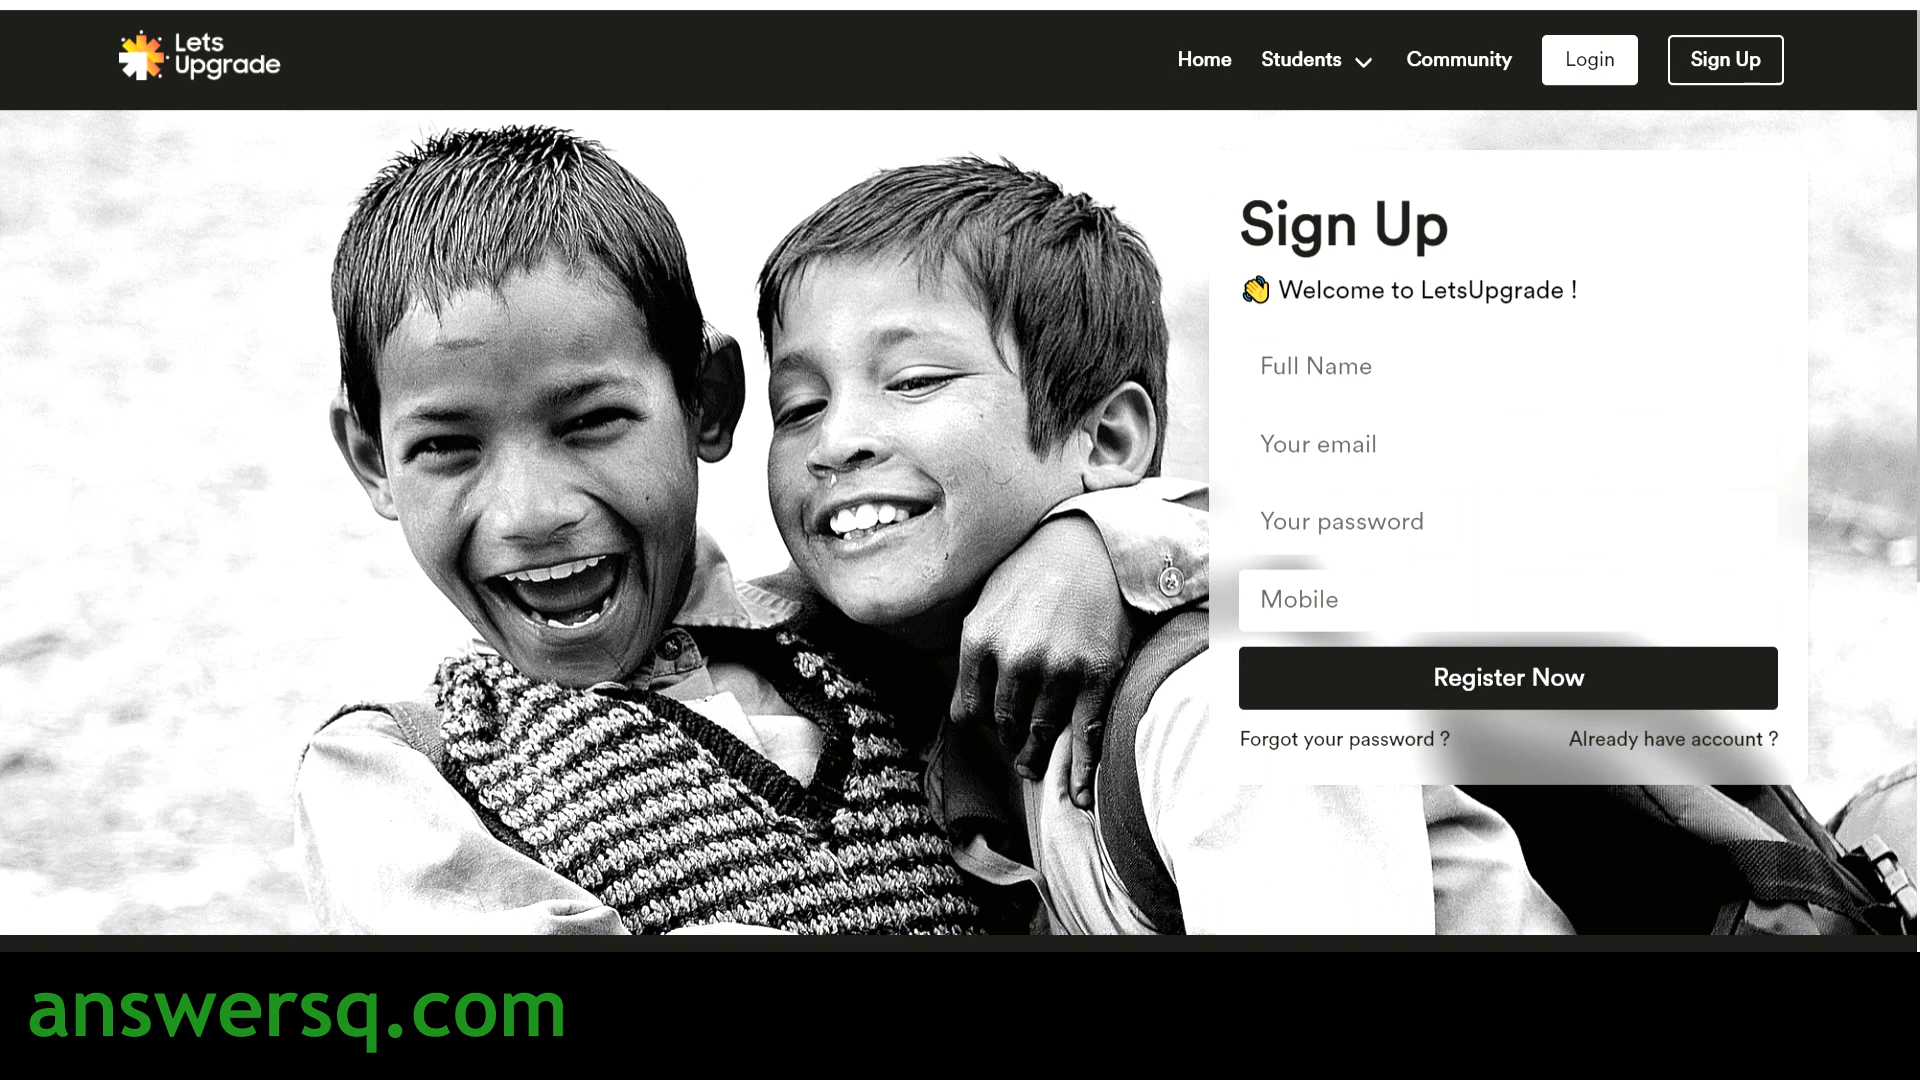 Lets
Upgrade
Home
Students
Community
Login
Sign Up
Sign Up
👋 Welcome to LetsUpgrade !
Full Name
Your email
Your password
Mobile
Register Now
Forgot your password ?
Already have account ?
answersq.com